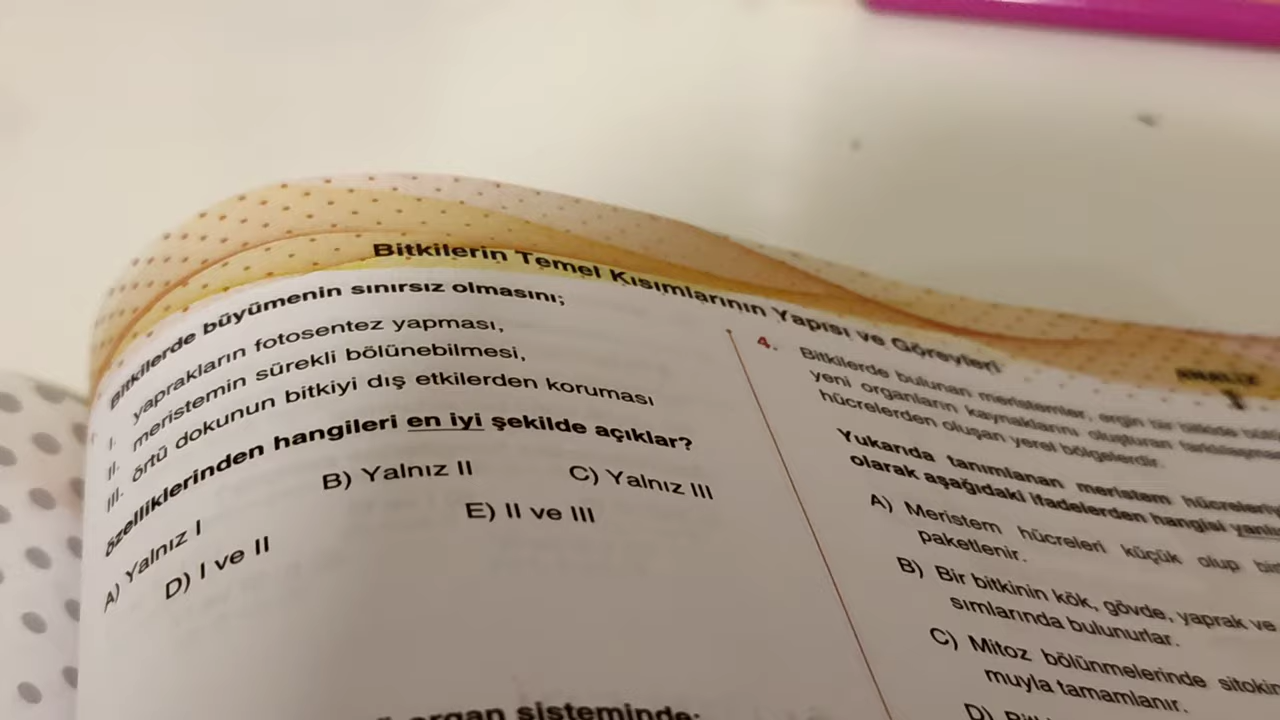 Bitkilerin Temel Kısımlarının Yapısı ve Görevleri
Bitkilerde büyümenin sınırsız olmasını;
I. yaprakların fotosentez yapması,
II. meristemin sürekli bölünebilmesi,
III. örtü dokunun bitkiyi dış etkilerden koruması
özelliklerinden hangileri en iyi şekilde açıklar?
A) Yalnız I
B) Yalnız II
C) Yalnız III
D) I ve II
E) II ve III
organ sisteminde;
4. Bitkilerde bulunan meristemler, ergin bir bitkide
yeni organların kaynaklarını oluşturan
hücrelerden oluşan yerel bölgelerdir.
Yukarıda tanımlanan meristem
olarak aşağıdaki ifadelerden hangisi
A) Meristem hücreleri küçük olup
paketlenir.
B) Bir bitkinin kök, gövde, yaprak ve
sımlarında bulunurlar.
C) Mitoz bölünmelerinde
muyla tamamlanır.
D)